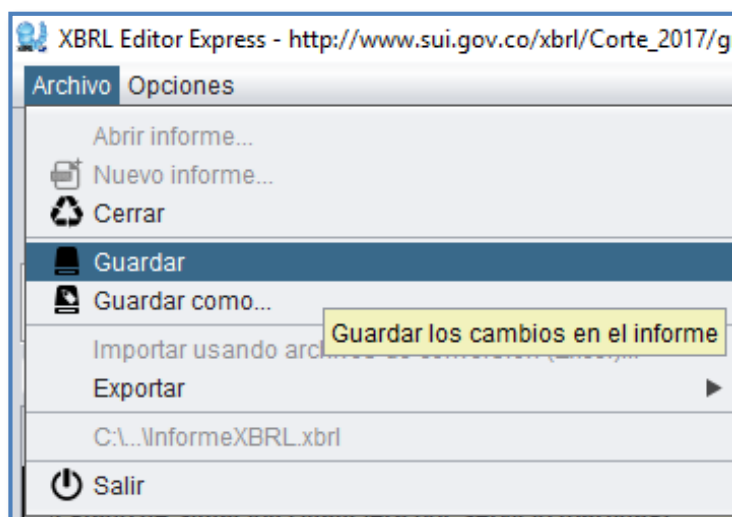 XBRL Editor Express - http://www.sui.gov.co/xbrl/Corte_2017/g
Archivo Opciones
Abrir informe...
Nuevo informe...
Cerrar
Guardar
Guardar como...
Guardar los cambios en el informe
Importar usando
Exportar
C:\...\InformeXBRL.xbrl
Salir